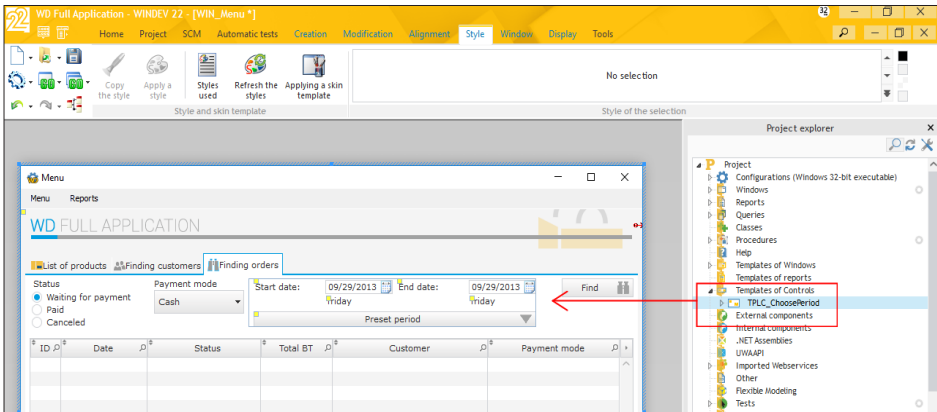 WD Full Application - WINDEV 22 - [WIN_Menu *]
32
22
Home Project SCM Automatic tests Creation Modification Alignment Style Window Display Tools
Copy the style
Apply a style
Styles used
Refresh the styles
Applying a skin template
No selection
Style and skin template
Style of the selection
GO GO
Project explorer
Project
Configurations (Windows 32-bit executable)
Windows
Reports
Queries
Classes
Procedures
Help
Templates of Windows
Templates of reports
Templates of Controls
TPLC_ChoosePeriod
External components
Internal components
.NET Assemblies
UWAAPI
Imported Webservices
Other
Flexible Modeling
Tests
Menu
Menu Reports
WD FULL APPLICATION
List of products Finding customers Finding orders
Status
Waiting for payment
Paid
Canceled
Payment mode
Cash
Start date: 09/29/2013 End date: 09/29/2013
riday riday
Preset period
Find
ID Date Status Total BT Customer Payment mode